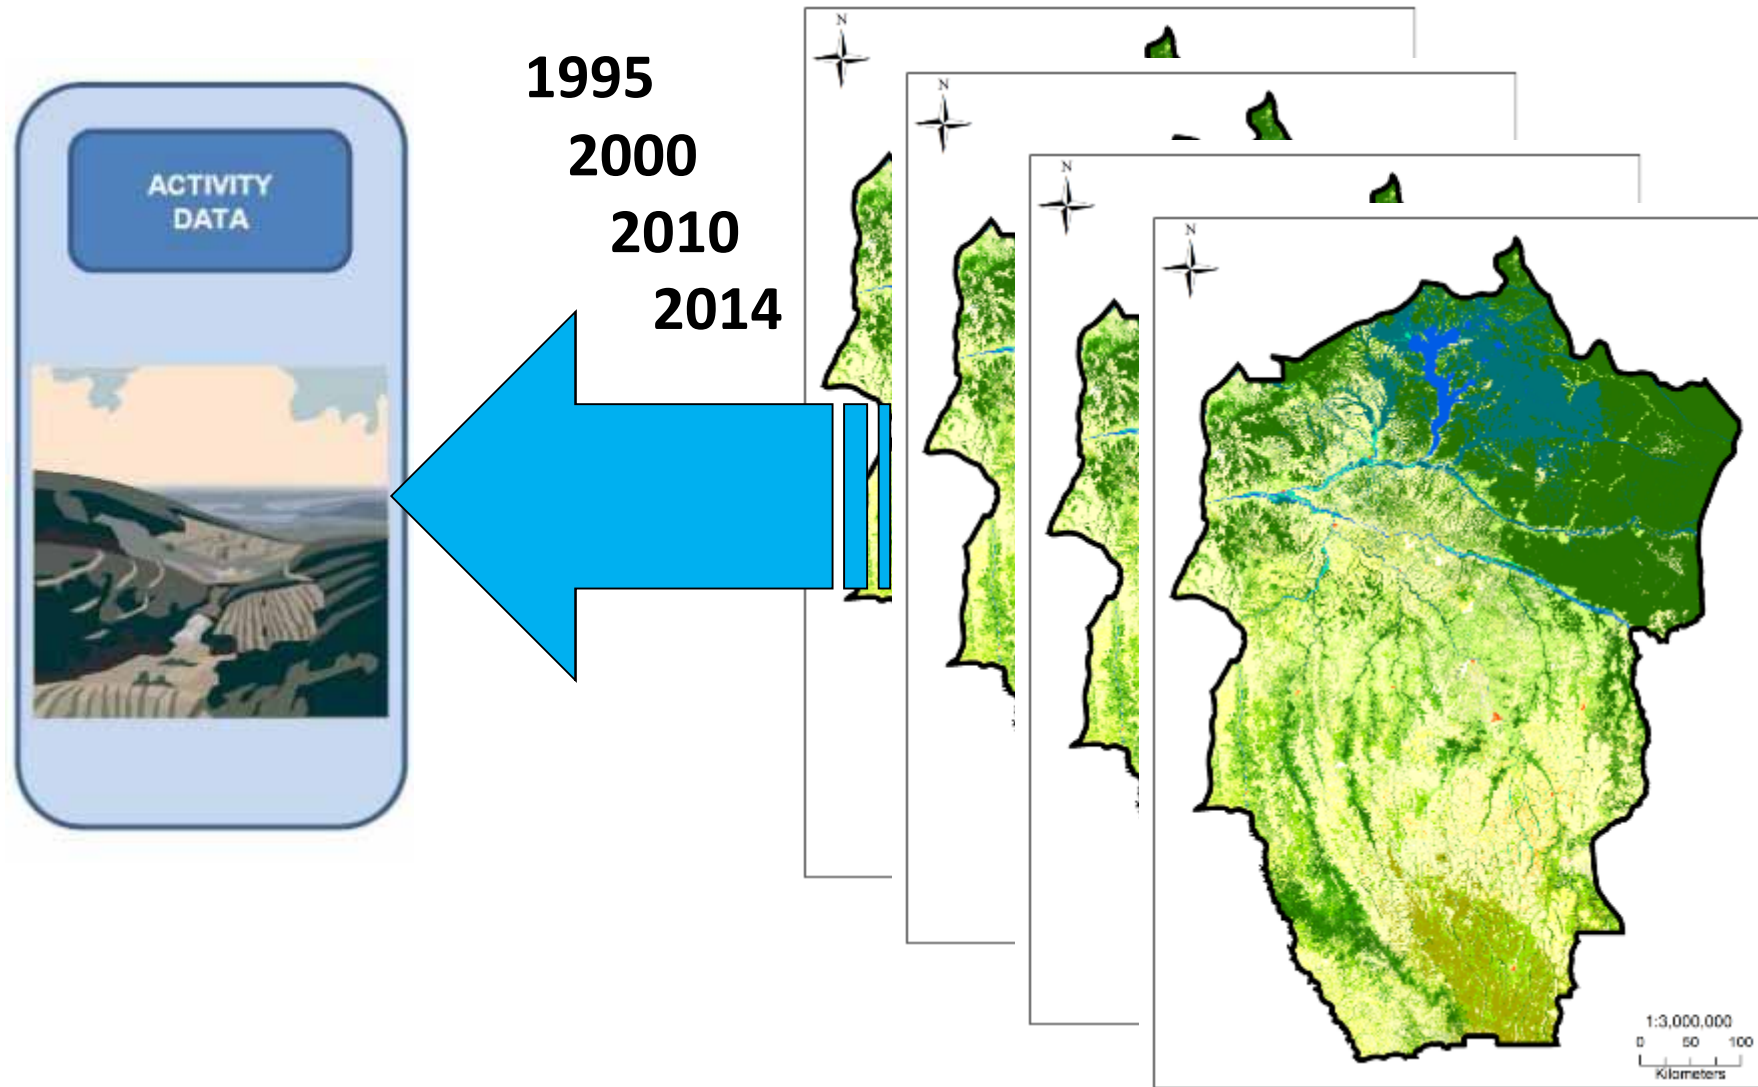 ACTIVITY
DATA
1995
2000
2010
2014
N
N
N
N
1:3,000,000
0 50 100
Kilometers